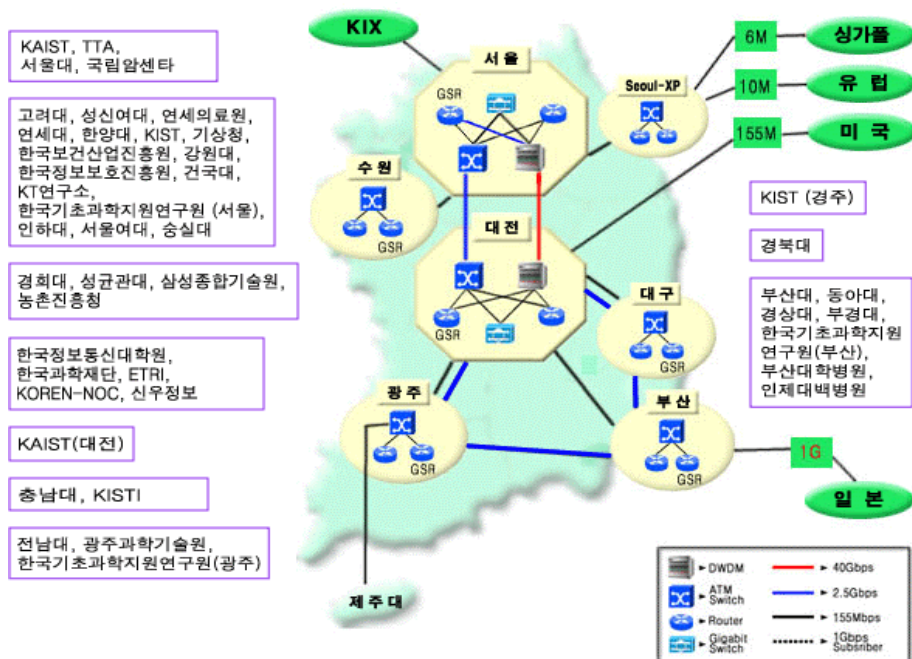 KAIST, TTA,
서울대, 국립암센타
고려대, 성신여대, 연세의료원,
연세대, 한양대, KIST, 기상청,
한국보건산업진흥원, 강원대,
한국정보보호진흥원, 건국대,
KT연구소,
한국기초과학지원연구원 (서울),
인하대, 서울여대, 숭실대
경희대, 성균관대, 삼성종합기술원,
농촌진흥청
한국정보통신대학원,
한국과학재단, ETRI,
KOREN-NOC, 신우정보
KAIST(대전)
충남대, KISTI
전남대, 광주과학기술원,
한국기초과학지원연구원(광주)
KIX
서울
GSR
Seoul-XP
6M
싱가폴
10M
유럽
155M
미국
수원
GSR
대전
GSR
대구
GSR
광주
GSR
부산
GSR
1G
일본
제주대
KIST (경주)
경북대
부산대, 동아대,
경상대, 부경대,
한국기초과학지원
연구원(부산),
부산대학병원,
인제대백병원
DWDM
40Gbps
ATM
Switch
2.5Gbps
Router
155Mbps
Gigabit
Switch
1Gbps
Subsriber